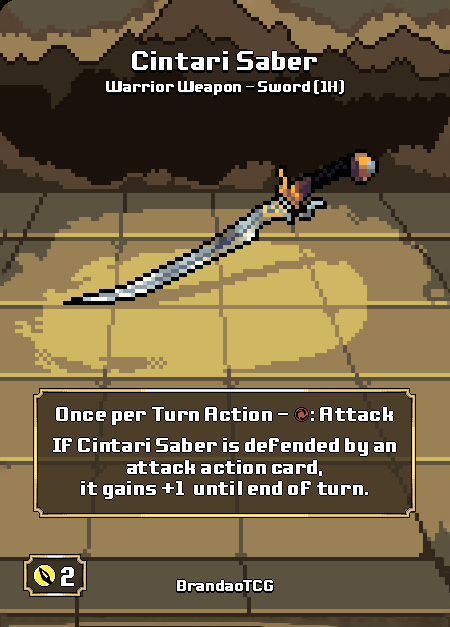 Cintari Saber
Warrior Weapon - Sword (1H)
Once per Turn Action - : Attack
If Cintari Saber is defended by an
attack action card,
it gains +1 until end of turn.
2
BrandaoTCG